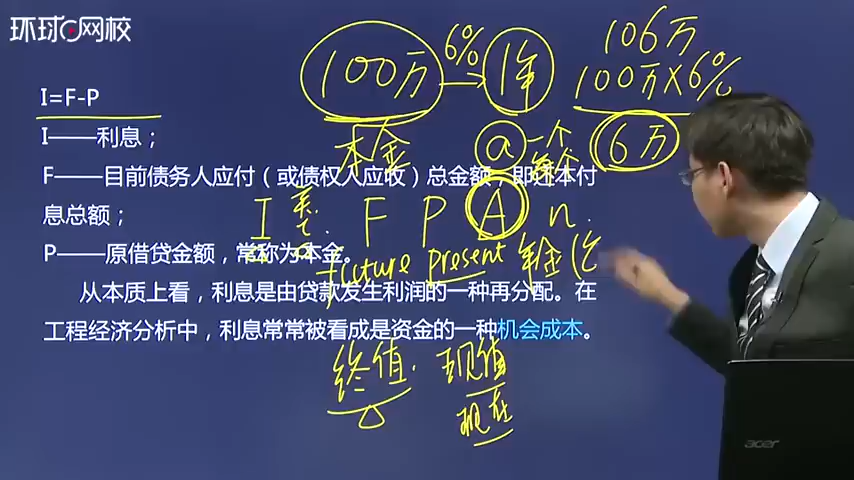 环球网校
106万
6%
100万 1年 100万×6%
I=F-P
6万
I——利息；
本金 a 一个
F——目前债务人应付（或债权人应收）总金额，即还本付
息总额；
I F P A n
P——原借贷金额，常称为本金。
future present 年金
从本质上看，利息是由贷款发生利润的一种再分配。在
工程经济分析中，利息常常被看成是资金的一种机会成本。
终值 现值
现在
acer